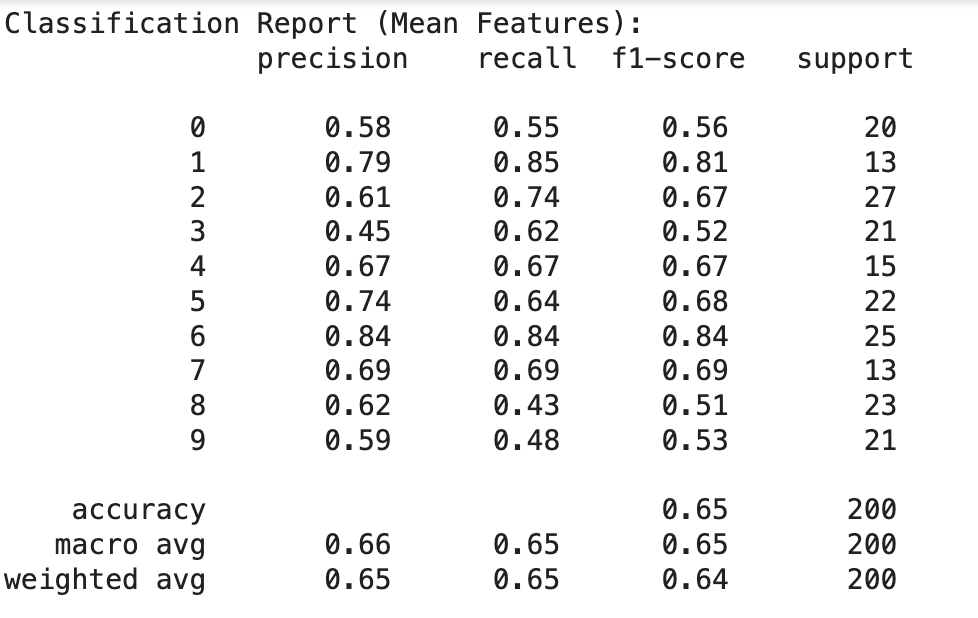 Classification Report (Mean Features):
precision recall f1-score support
0 0.58 0.55 0.56 20
1 0.79 0.85 0.81 13
2 0.61 0.74 0.67 27
3 0.45 0.62 0.52 21
4 0.67 0.67 0.67 15
5 0.74 0.64 0.68 22
6 0.84 0.84 0.84 25
7 0.69 0.69 0.69 13
8 0.62 0.43 0.51 23
9 0.59 0.48 0.53 21
accuracy 0.65 200
macro avg 0.66 0.65 0.65 200
weighted avg 0.65 0.65 0.64 200